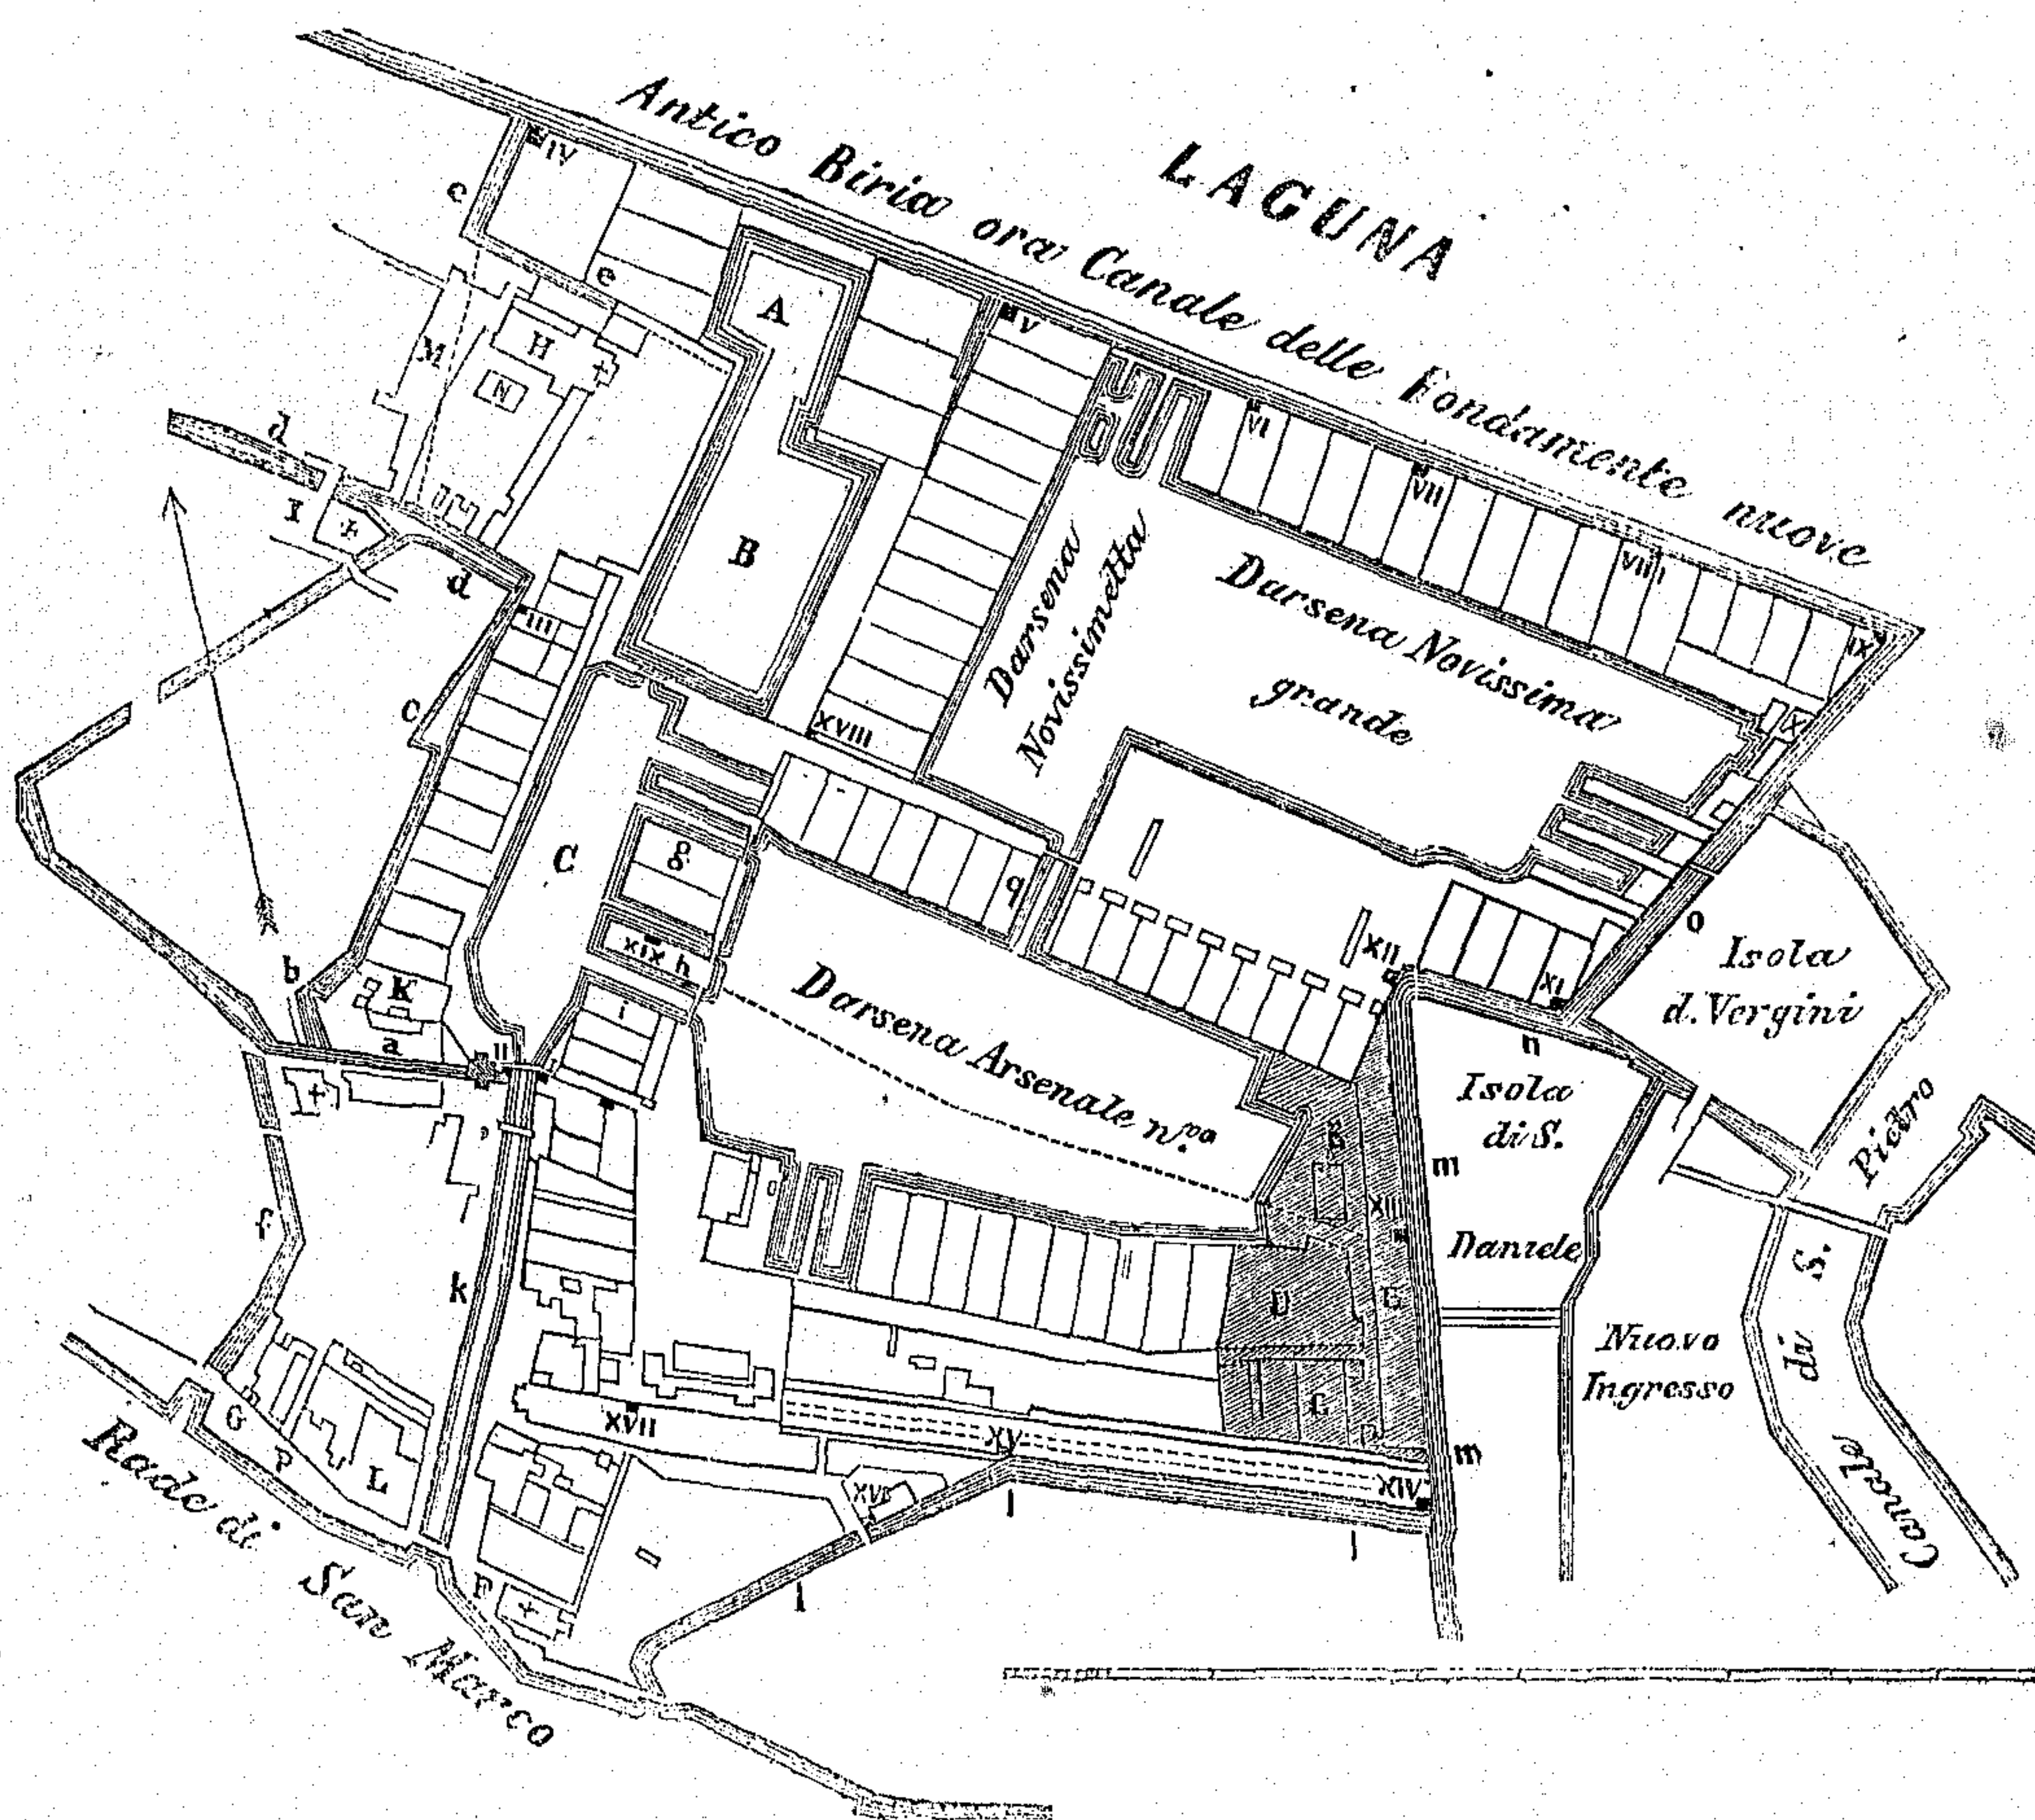 LAGUNA
Antico Biria ora Canale delle Fondamente nuove
IV
c
e
A
V
M
H
N
VI
VII
VIII
IX
X
d
I
B
d
III
Darsena
Novissimetta
Darsena Novissima
grande
c
XVIII
C
g
q
XII
XI
o
Isola
d. Vergini
XIX h
b
K
a
II
i
Darsena Arsenale n.va
n
Isola
di S.
Daniele
m
E
XIII
f
k
D
Nuovo
Ingresso
Canale di S. Pietro
G
P
L
XVII
XV
XIV
m
XVI
l
l
l
F
Rade di San Marco